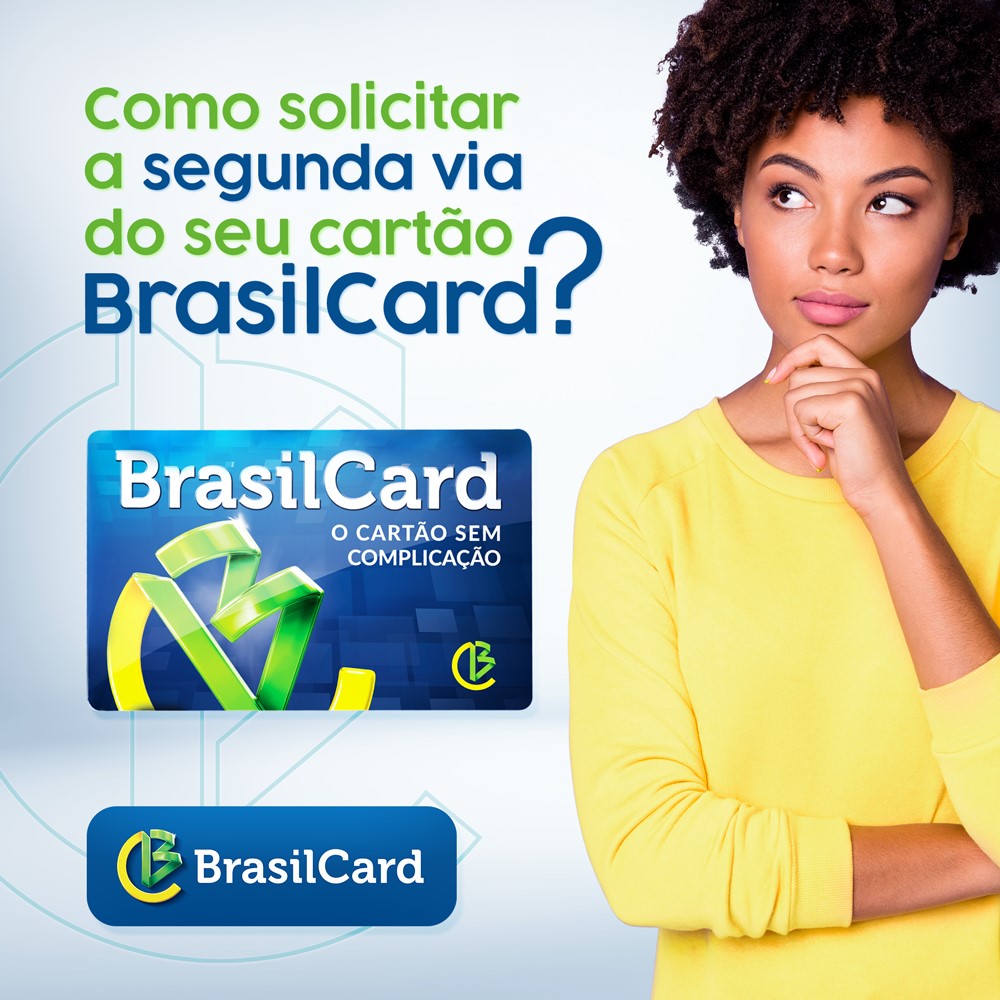 Como solicitar
a segunda via
do seu cartão
BrasilCard?
BrasilCard
O CARTÃO SEM
COMPLICAÇÃO
BrasilCard